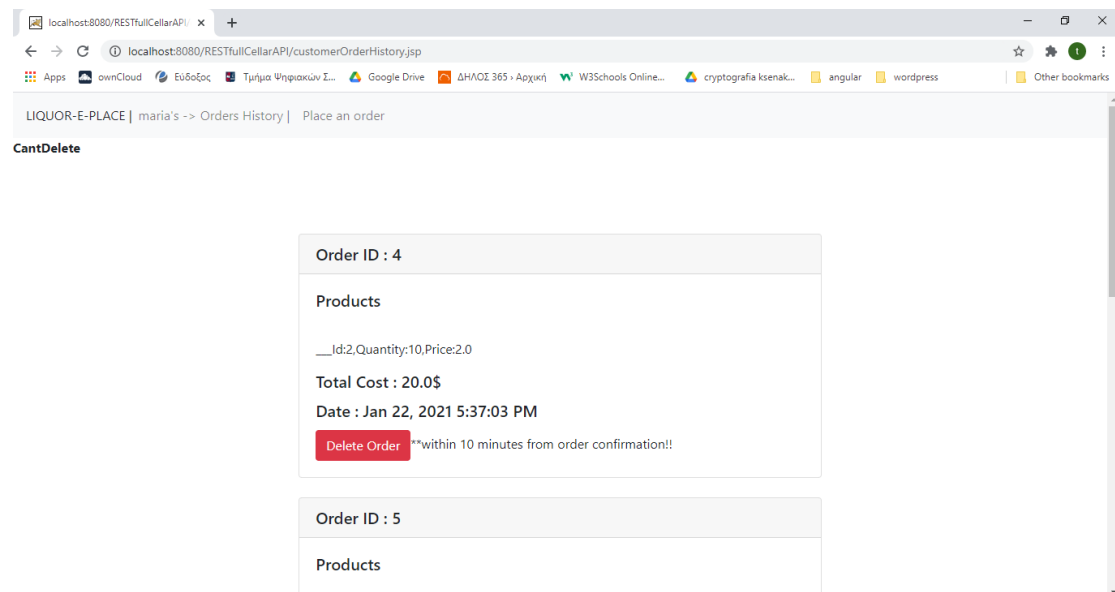 localhost:8080/RESTfullCellarAPI/
localhost:8080/RESTfullCellarAPI/customerOrderHistory.jsp
t
Apps ownCloud Εύδοξος Τμήμα Ψηφιακών Σ... Google Drive ΔΗΛΟΣ 365 › Αρχική W3Schools Online... cryptografia ksenak... angular wordpress Other bookmarks
LIQUOR-E-PLACE | maria's -> Orders History | Place an order
CantDelete
Order ID : 4
Products
___Id:2,Quantity:10,Price:2.0
Total Cost : 20.0$
Date : Jan 22, 2021 5:37:03 PM
Delete Order **within 10 minutes from order confirmation!!
Order ID : 5
Products